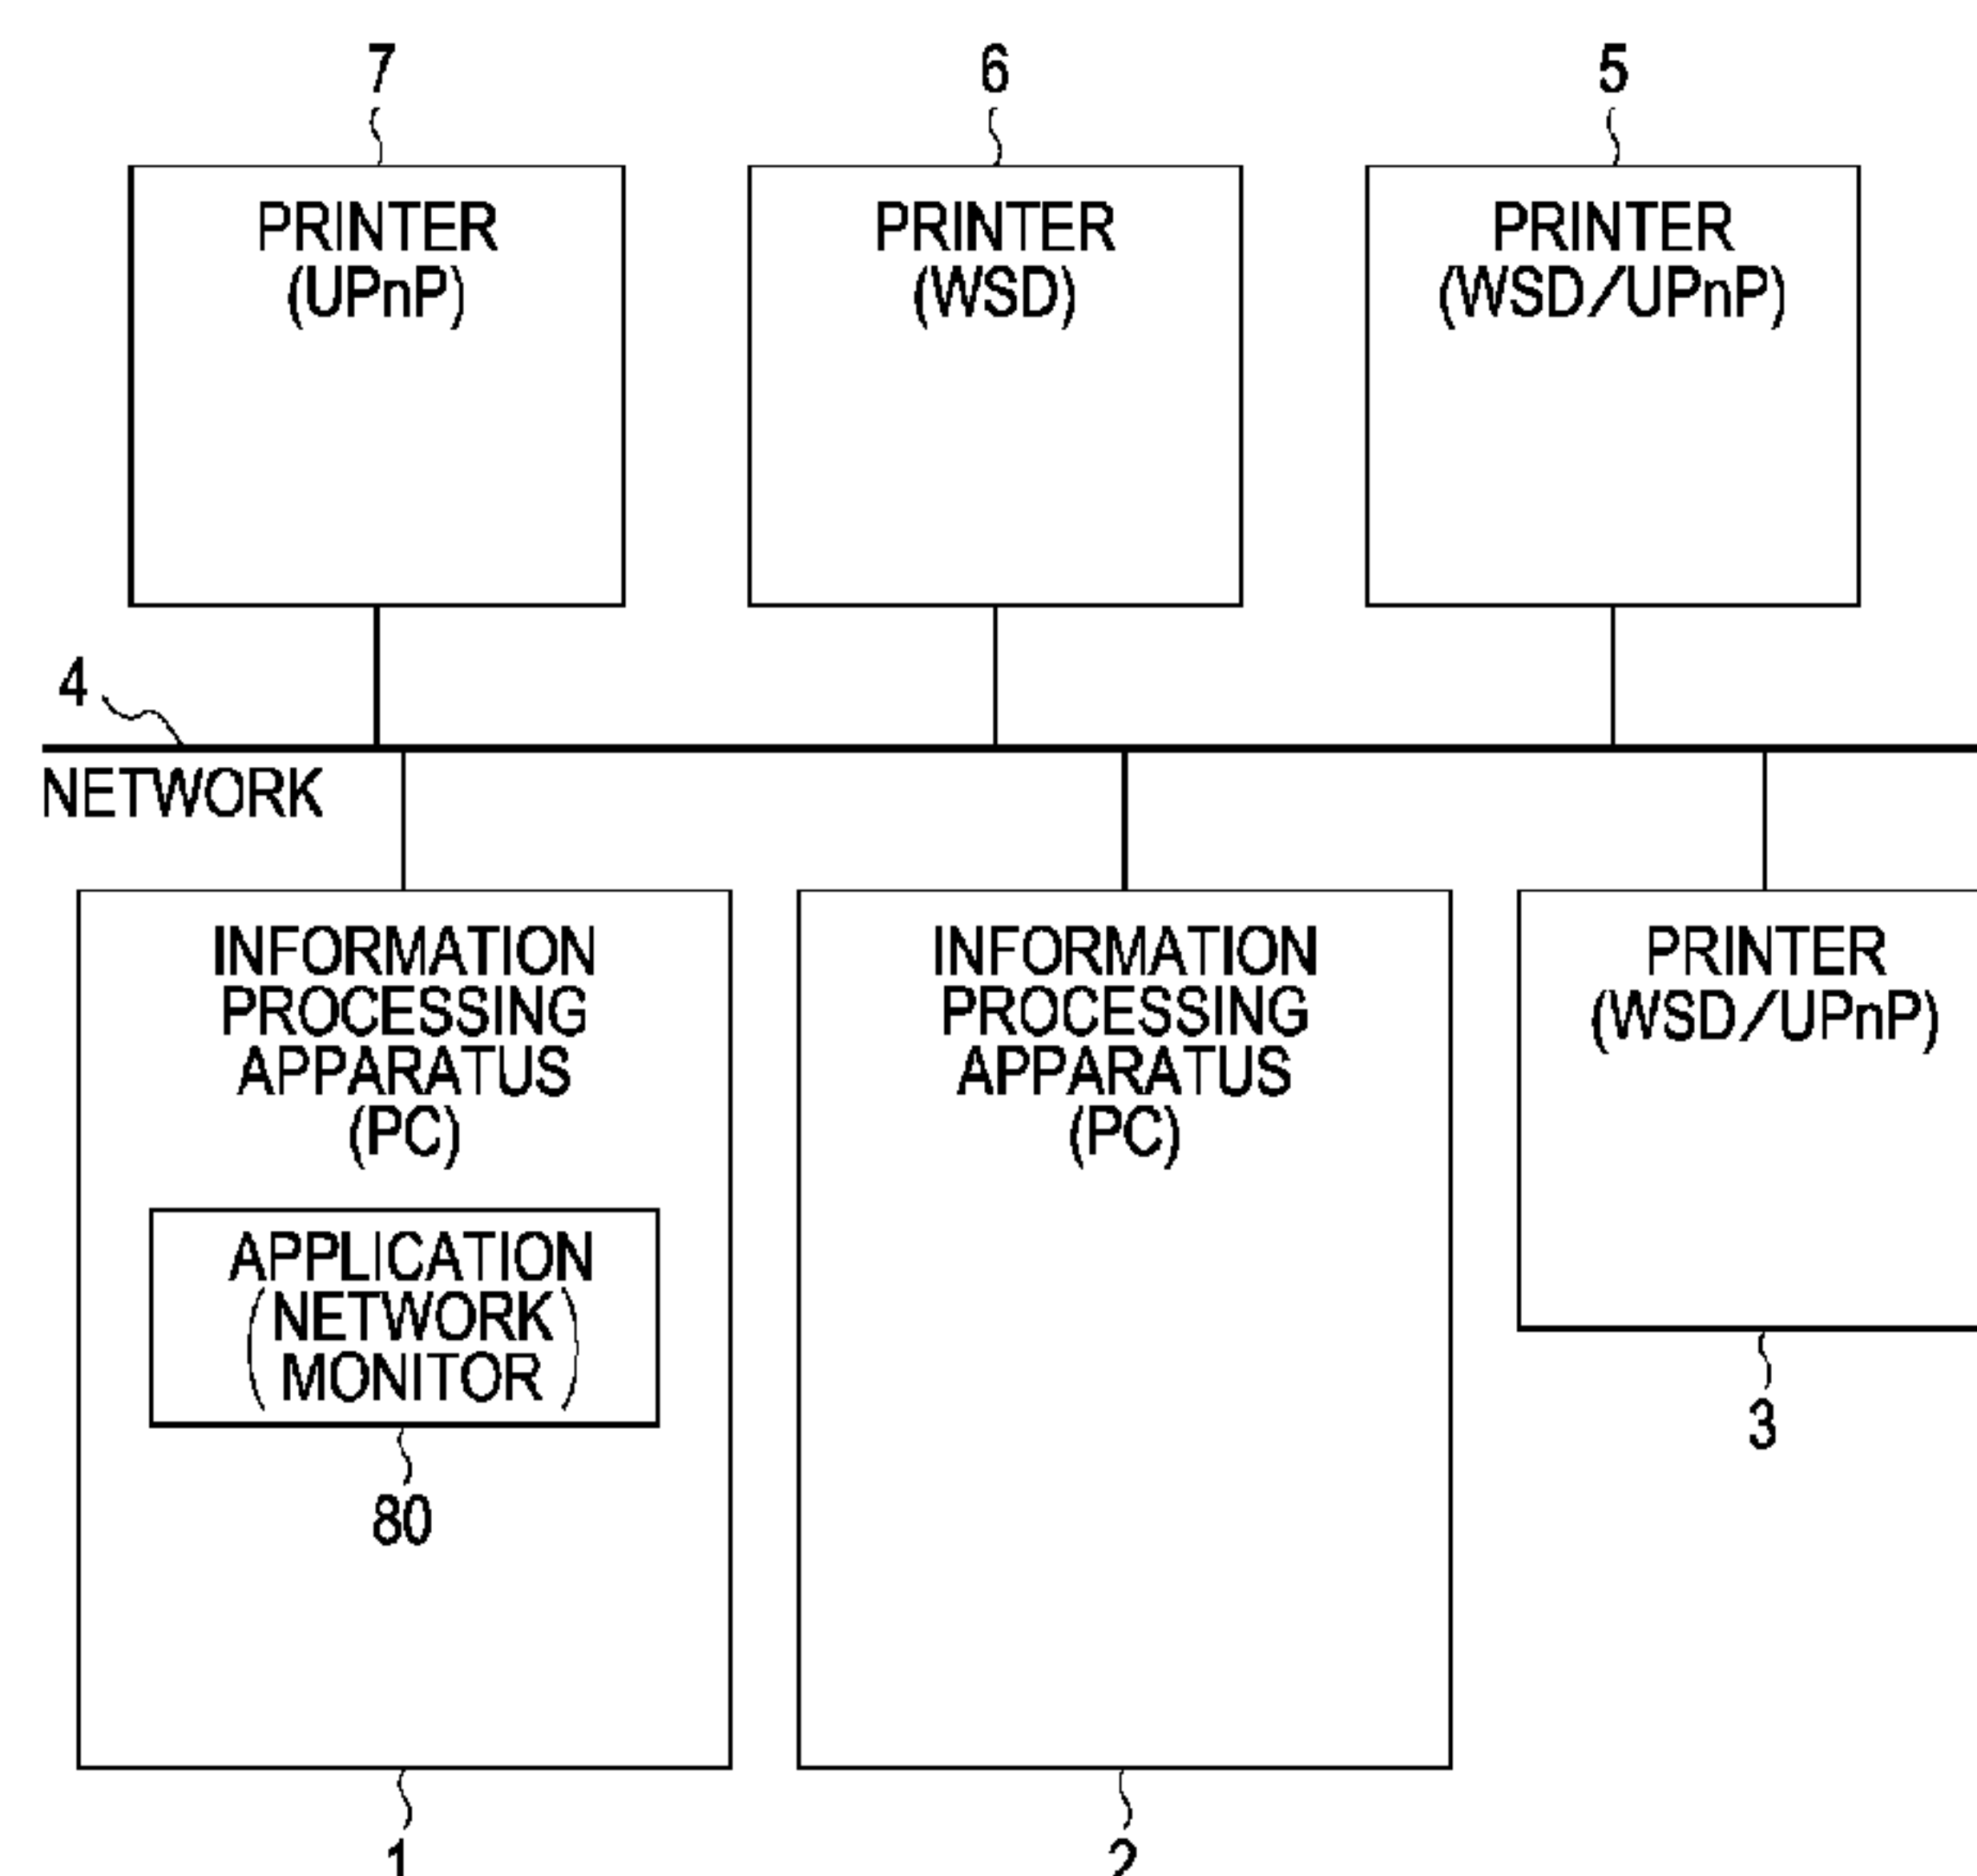 7
6
5
PRINTER
(UPnP)
PRINTER
(WSD)
PRINTER
(WSD/UPnP)
4
NETWORK
INFORMATION
PROCESSING
APPARATUS
(PC)
INFORMATION
PROCESSING
APPARATUS
(PC)
PRINTER
(WSD/UPnP)
APPLICATION
(NETWORK
MONITOR)
80
3
1
2